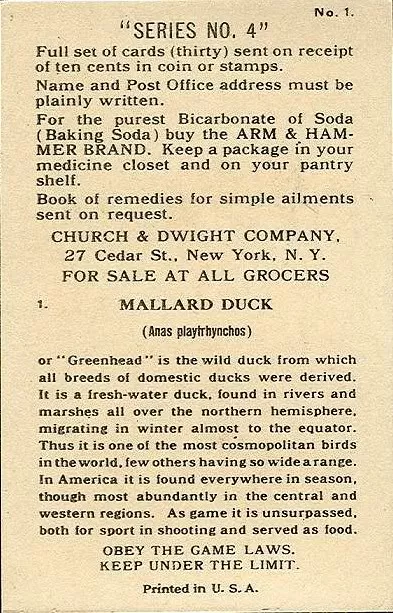 No. 1.
"SERIES NO. 4"
Full set of cards (thirty) sent on receipt
of ten cents in coin or stamps.
Name and Post Office address must be
plainly written.
For the purest Bicarbonate of Soda
(Baking Soda) buy the ARM & HAM-
MER BRAND. Keep a package in your
medicine closet and on your pantry
shelf.
Book of remedies for simple ailments
sent on request.
CHURCH & DWIGHT COMPANY,
27 Cedar St., New York, N. Y.
FOR SALE AT ALL GROCERS
1. MALLARD DUCK
(Anas playtrhynchos)
or "Greenhead" is the wild duck from which
all breeds of domestic ducks were derived.
It is a fresh-water duck, found in rivers and
marshes all over the northern hemisphere,
migrating in winter almost to the equator.
Thus it is one of the most cosmopolitan birds
in the world, few others having so wide a range.
In America it is found everywhere in season,
though most abundantly in the central and
western regions. As game it is unsurpassed,
both for sport in shooting and served as food.
OBEY THE GAME LAWS.
KEEP UNDER THE LIMIT.
Printed in U. S. A.